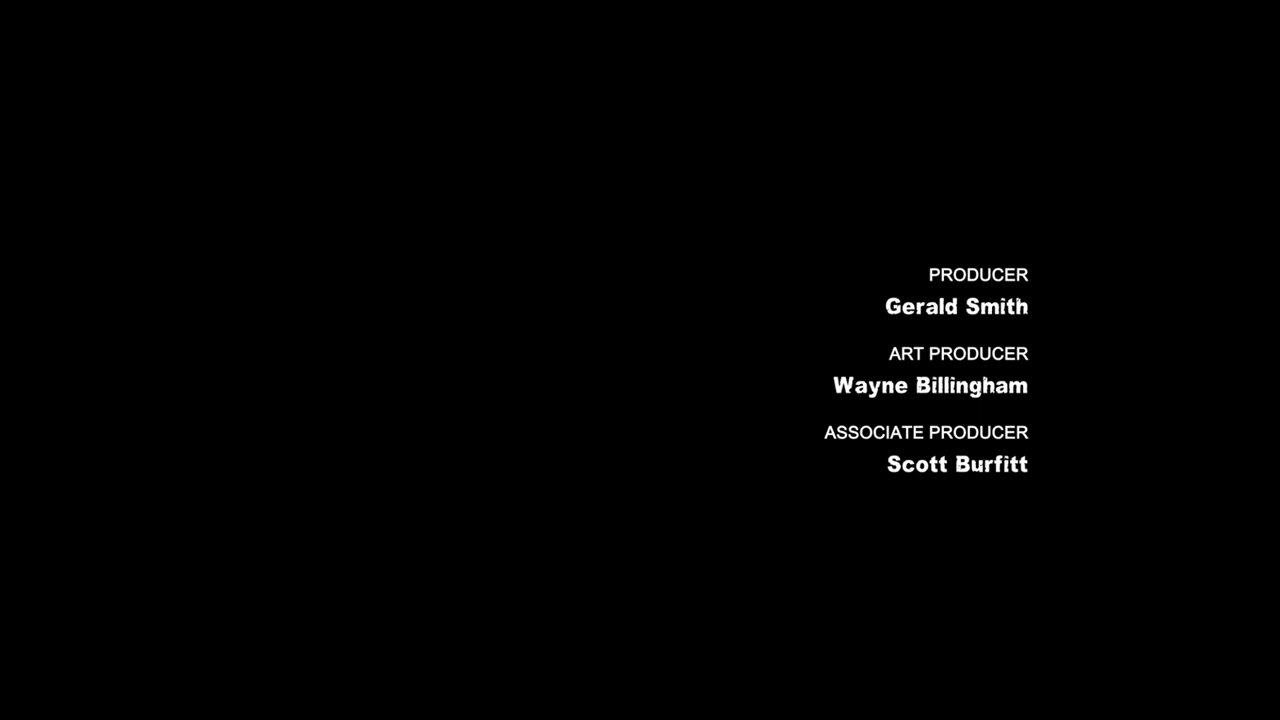 PRODUCER
Gerald Smith
ART PRODUCER
Wayne Billingham
ASSOCIATE PRODUCER
Scott Burfitt